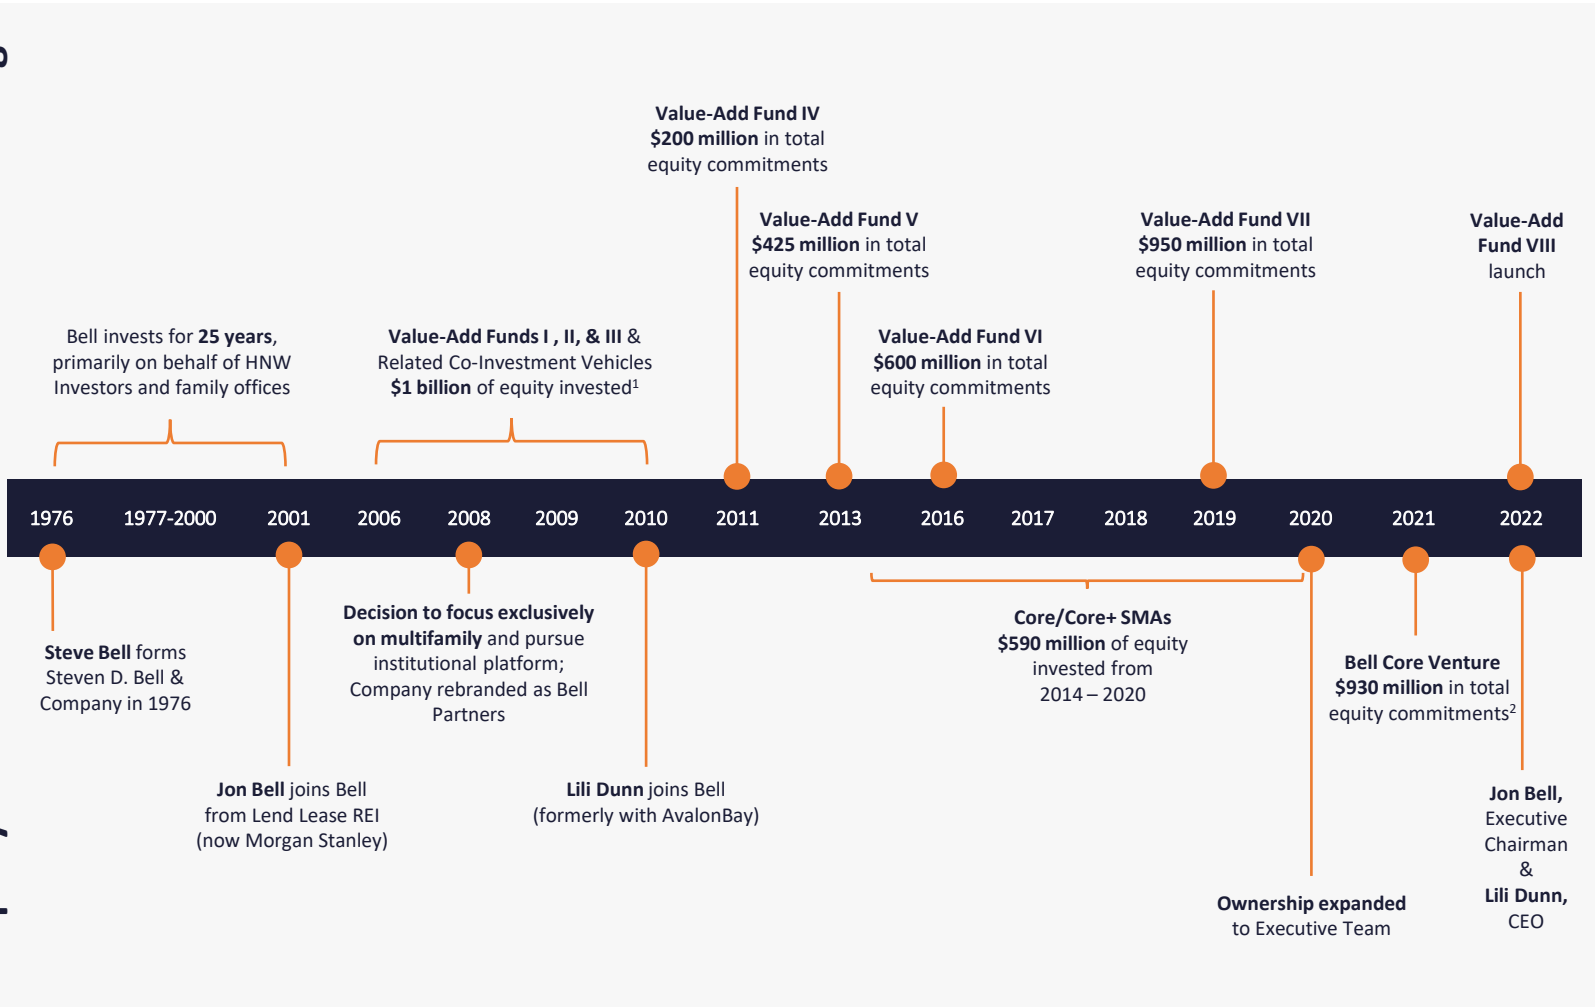 Value-Add Fund IV
$200 million in total
equity commitments
Value-Add Fund V
$425 million in total
equity commitments
Value-Add Fund VII
$950 million in total
equity commitments
Value-Add
Fund VIII
launch
Bell invests for 25 years,
primarily on behalf of HNW
Investors and family offices
Value-Add Funds I , II, & III &
Related Co-Investment Vehicles
$1 billion of equity invested¹
Value-Add Fund VI
$600 million in total
equity commitments
1976 1977-2000 2001 2006 2008 2009 2010 2011 2013 2016 2017 2018 2019 2020 2021 2022
Steve Bell forms
Steven D. Bell &
Company in 1976
Decision to focus exclusively
on multifamily and pursue
institutional platform;
Company rebranded as Bell
Partners
Core/Core+ SMAs
$590 million of equity
invested from
2014 – 2020
Bell Core Venture
$930 million in total
equity commitments²
Jon Bell joins Bell
from Lend Lease REI
(now Morgan Stanley)
Lili Dunn joins Bell
(formerly with AvalonBay)
Jon Bell,
Executive
Chairman
&
Lili Dunn,
CEO
Ownership expanded
to Executive Team